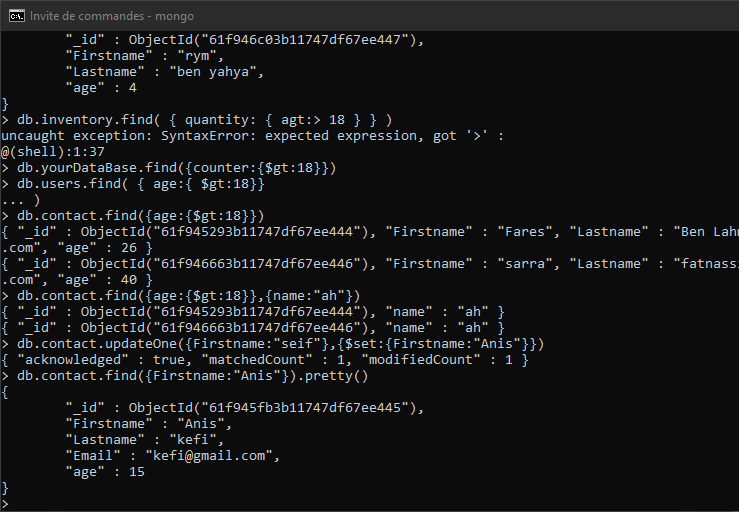 Invite de commandes - mongo
"_id" : ObjectId("61f946c03b11747df67ee447"),
"Firstname" : "rym",
"Lastname" : "ben yahya",
"age" : 4
}
> db.inventory.find( { quantity: { agt:> 18 } } )
uncaught exception: SyntaxError: expected expression, got '>' :
@(shell):1:37
> db.yourDataBase.find({counter:{$gt:18}})
> db.users.find( { age:{ $gt:18}}
... )
> db.contact.find({age:{$gt:18}})
{ "_id" : ObjectId("61f945293b11747df67ee444"), "Firstname" : "Fares", "Lastname" : "Ben Lahm
.com", "age" : 26 }
{ "_id" : ObjectId("61f946663b11747df67ee446"), "Firstname" : "sarra", "Lastname" : "fatnassi
.com", "age" : 40 }
> db.contact.find({age:{$gt:18}},{name:"ah"})
{ "_id" : ObjectId("61f945293b11747df67ee444"), "name" : "ah" }
{ "_id" : ObjectId("61f946663b11747df67ee446"), "name" : "ah" }
> db.contact.updateOne({Firstname:"seif"},{$set:{Firstname:"Anis"}})
{ "acknowledged" : true, "matchedCount" : 1, "modifiedCount" : 1 }
> db.contact.find({Firstname:"Anis"}).pretty()
{
"_id" : ObjectId("61f945fb3b11747df67ee445"),
"Firstname" : "Anis",
"Lastname" : "kefi",
"Email" : "kefi@gmail.com",
"age" : 15
}
>